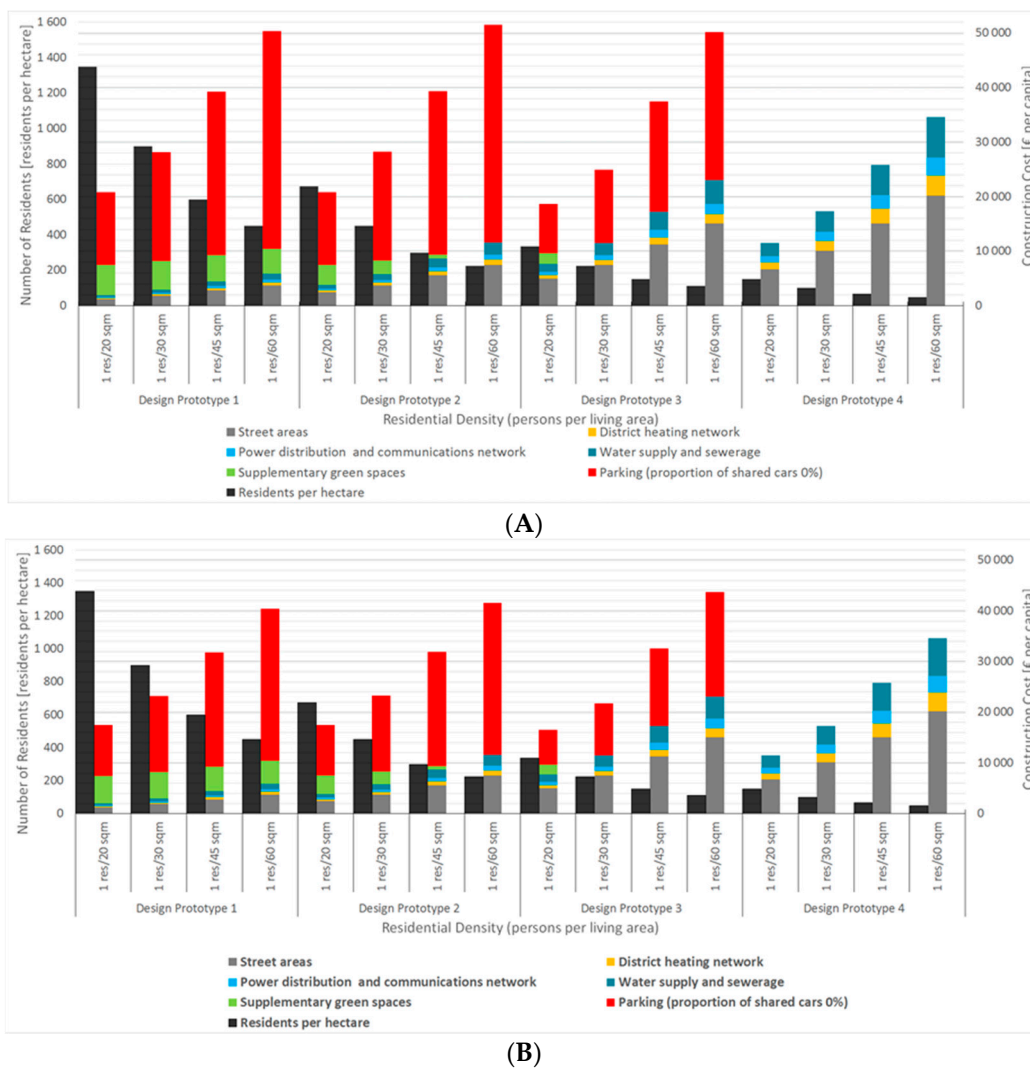 Number of Residents [residents per hectare]
1 600
1 400
1 200
1 000
800
600
400
200
0
50 000
40 000
30 000
20 000
10 000
0
Construction Cost [€ per capita]
1 res/20 sqm
1 res/30 sqm
1 res/45 sqm
1 res/60 sqm
1 res/20 sqm
1 res/30 sqm
1 res/45 sqm
1 res/60 sqm
1 res/20 sqm
1 res/30 sqm
1 res/45 sqm
1 res/60 sqm
1 res/20 sqm
1 res/30 sqm
1 res/45 sqm
1 res/60 sqm
Design Prototype 1
Design Prototype 2
Design Prototype 3
Design Prototype 4
Residential Density (persons per living area)
Street areas
District heating network
Power distribution and communications network
Water supply and sewerage
Supplementary green spaces
Parking (proportion of shared cars 0%)
Residents per hectare
(A)
Number of Residents [residents per hectare]
1 600
1 400
1 200
1 000
800
600
400
200
0
50 000
40 000
30 000
20 000
10 000
0
Construction Cost [€ per capita]
1 res/20 sqm
1 res/30 sqm
1 res/45 sqm
1 res/60 sqm
1 res/20 sqm
1 res/30 sqm
1 res/45 sqm
1 res/60 sqm
1 res/20 sqm
1 res/30 sqm
1 res/45 sqm
1 res/60 sqm
1 res/20 sqm
1 res/30 sqm
1 res/45 sqm
1 res/60 sqm
Design Prototype 1
Design Prototype 2
Design Prototype 3
Design Prototype 4
Residential Density (persons per living area)
Street areas
District heating network
Power distribution and communications network
Water supply and sewerage
Supplementary green spaces
Parking (proportion of shared cars 0%)
Residents per hectare
(B)